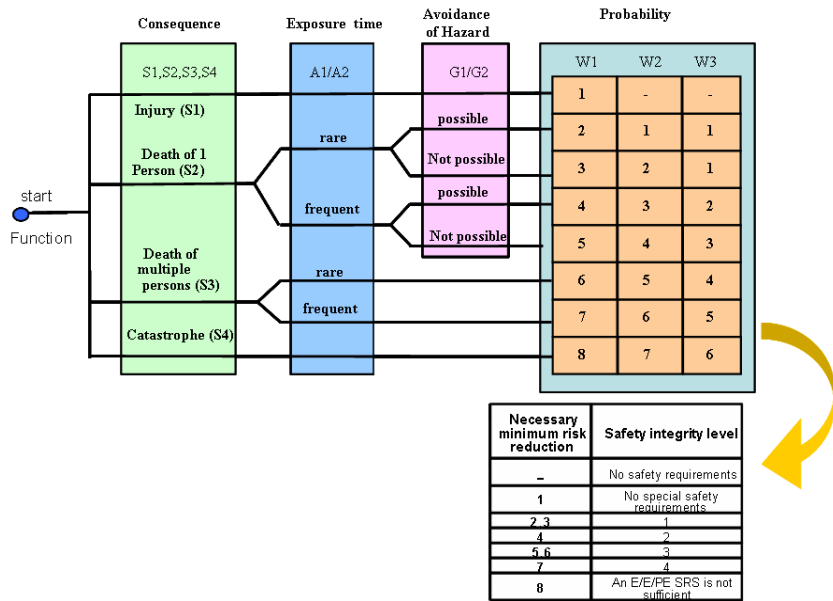 Consequence
Exposure time
Avoidance
of Hazard
Probability
S1,S2,S3,S4
A1/A2
G1/G2
W1 W2 W3
Injury (S1)
1 - -
possible
2 1 1
rare
Death of 1
Person (S2)
Not possible
3 2 1
possible
4 3 2
start
Function
frequent
Not possible
5 4 3
Death of
multiple
persons (S3)
rare
6 5 4
frequent
7 6 5
Catastrophe (S4)
8 7 6
Necessary
minimum risk
reduction
Safety integrity level
–
No safety requirements
1
No special safety
requirements
2,3 1
4 2
5,6 3
7 4
8
An E/E/PE SRS is not
sufficient